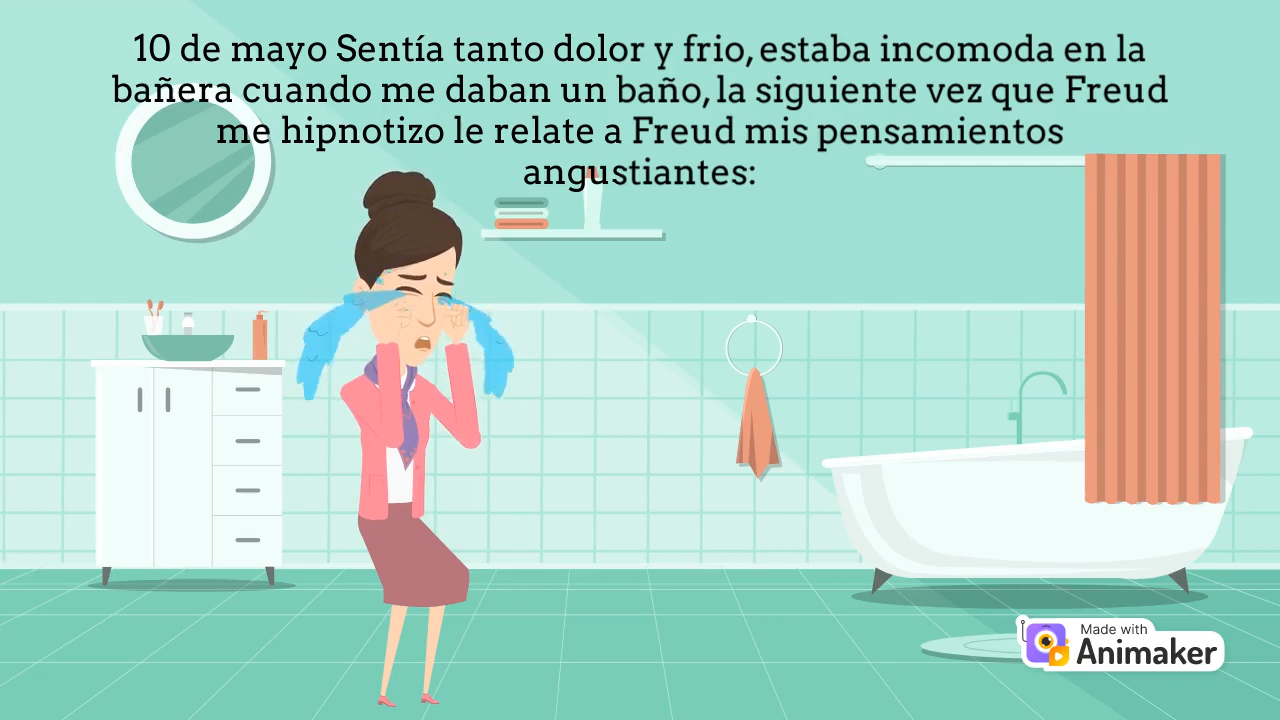 10 de mayo Sentía tanto dolor y frio, estaba incomoda en la
bañera cuando me daban un baño, la siguiente vez que Freud
me hipnotizo le relate a Freud mis pensamientos
angustiantes:
Made with
Animaker